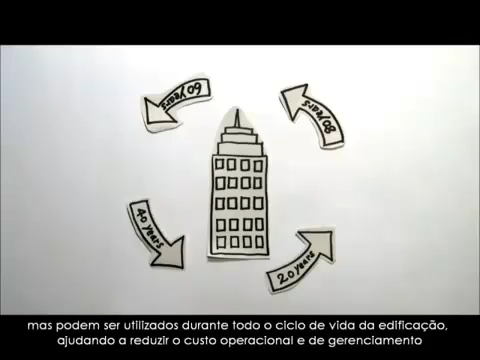 60 years
80 years
40 years
20 years
mas podem ser utilizados durante todo o ciclo de vida da edificação,
ajudando a reduzir o custo operacional e de gerenciamento